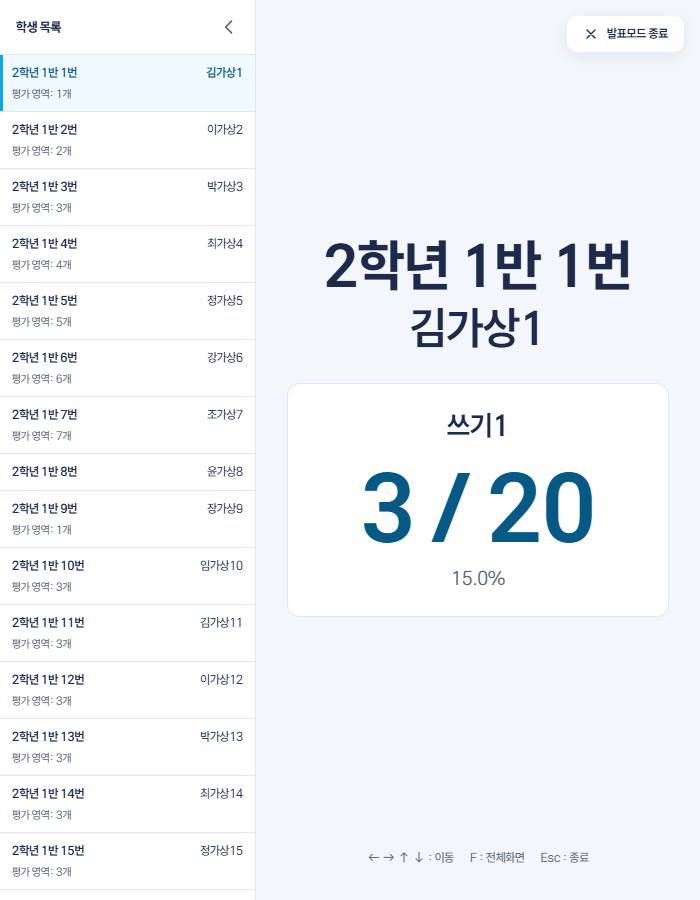 학생 목록
2학년 1반 1번 김가상1
평가 영역: 1개
2학년 1반 2번 이가상2
평가 영역: 2개
2학년 1반 3번 박가상3
평가 영역: 3개
2학년 1반 4번 최가상4
평가 영역: 4개
2학년 1반 5번 정가상5
평가 영역: 5개
2학년 1반 6번 강가상6
평가 영역: 6개
2학년 1반 7번 조가상7
평가 영역: 7개
2학년 1반 8번 윤가상8
2학년 1반 9번 장가상9
평가 영역: 1개
2학년 1반 10번 임가상10
평가 영역: 3개
2학년 1반 11번 김가상11
평가 영역: 3개
2학년 1반 12번 이가상12
평가 영역: 3개
2학년 1반 13번 박가상13
평가 영역: 3개
2학년 1반 14번 최가상14
평가 영역: 3개
2학년 1반 15번 정가상15
평가 영역: 3개
발표모드 종료
2학년 1반 1번
김가상1
쓰기1
3 / 20
15.0%
← → ↑ ↓ : 이동 F : 전체화면 Esc : 종료